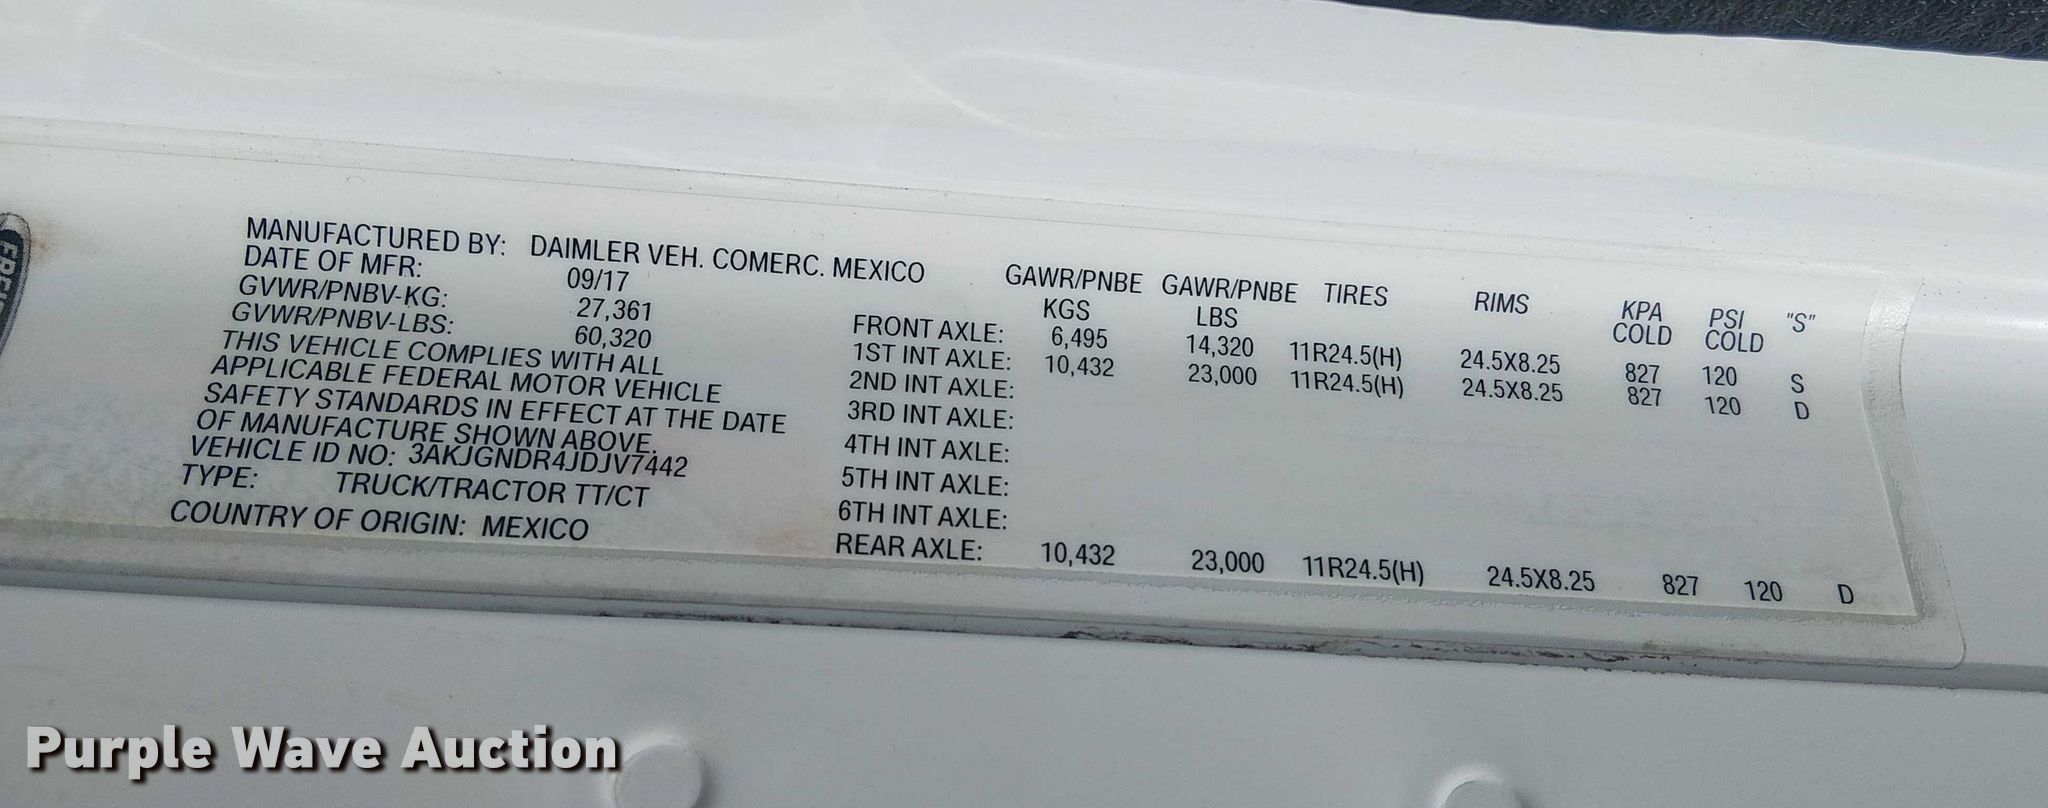 MANUFACTURED BY: DAIMLER VEH. COMERC. MEXICO
DATE OF MFR: 09/17
GVWR/PNBV-KG: 27,361
GVWR/PNBV-LBS: 60,320
THIS VEHICLE COMPLIES WITH ALL
APPLICABLE FEDERAL MOTOR VEHICLE
SAFETY STANDARDS IN EFFECT AT THE DATE
OF MANUFACTURE SHOWN ABOVE.
VEHICLE ID NO: 3AKJGNDR4JDJV7442
TYPE: TRUCK/TRACTOR TT/CT
COUNTRY OF ORIGIN: MEXICO
GAWR/PNBE GAWR/PNBE TIRES RIMS KPA PSI "S"
KGS LBS COLD COLD
FRONT AXLE: 6,495 14,320 11R24.5(H) 24.5X8.25 827 120 S
1ST INT AXLE: 10,432 23,000 11R24.5(H) 24.5X8.25 827 120 D
2ND INT AXLE:
3RD INT AXLE:
4TH INT AXLE:
5TH INT AXLE:
6TH INT AXLE:
REAR AXLE: 10,432 23,000 11R24.5(H) 24.5X8.25 827 120 D
Purple Wave Auction